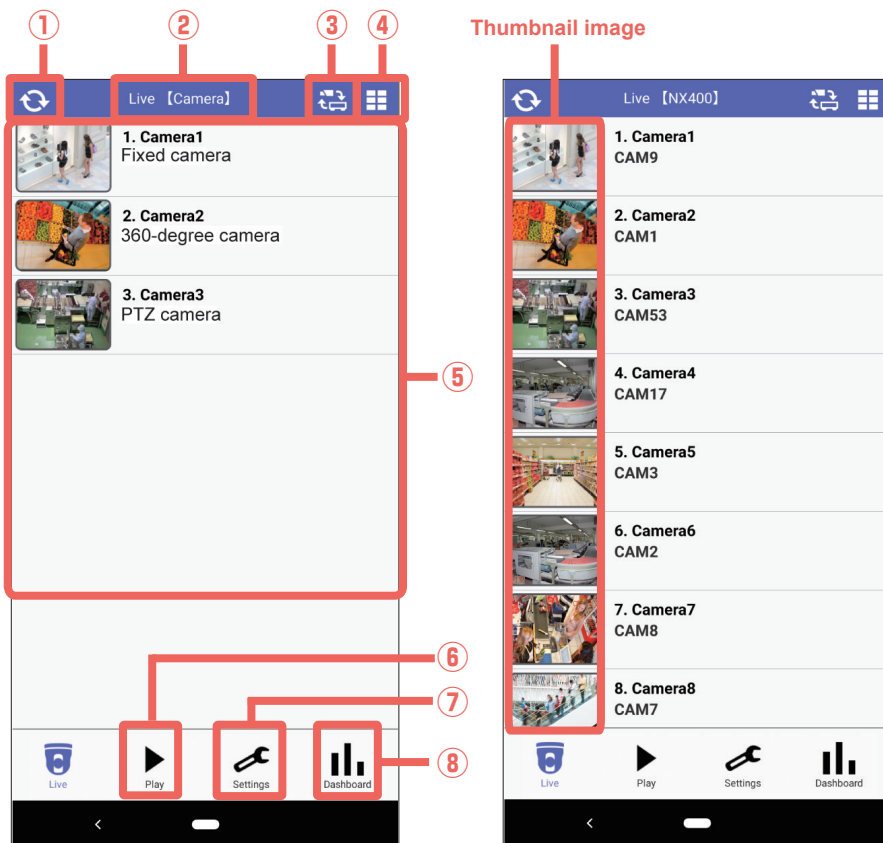 ① ② ③ ④
Thumbnail image
Live 【Camera】
1. Camera1
Fixed camera
2. Camera2
360-degree camera
3. Camera3
PTZ camera
⑤
⑥
⑦
⑧
Live
Play
Settings
Dashboard
Live 【NX400】
1. Camera1
CAM9
2. Camera2
CAM1
3. Camera3
CAM53
4. Camera4
CAM17
5. Camera5
CAM3
6. Camera6
CAM2
7. Camera7
CAM8
8. Camera8
CAM7
Live
Play
Settings
Dashboard